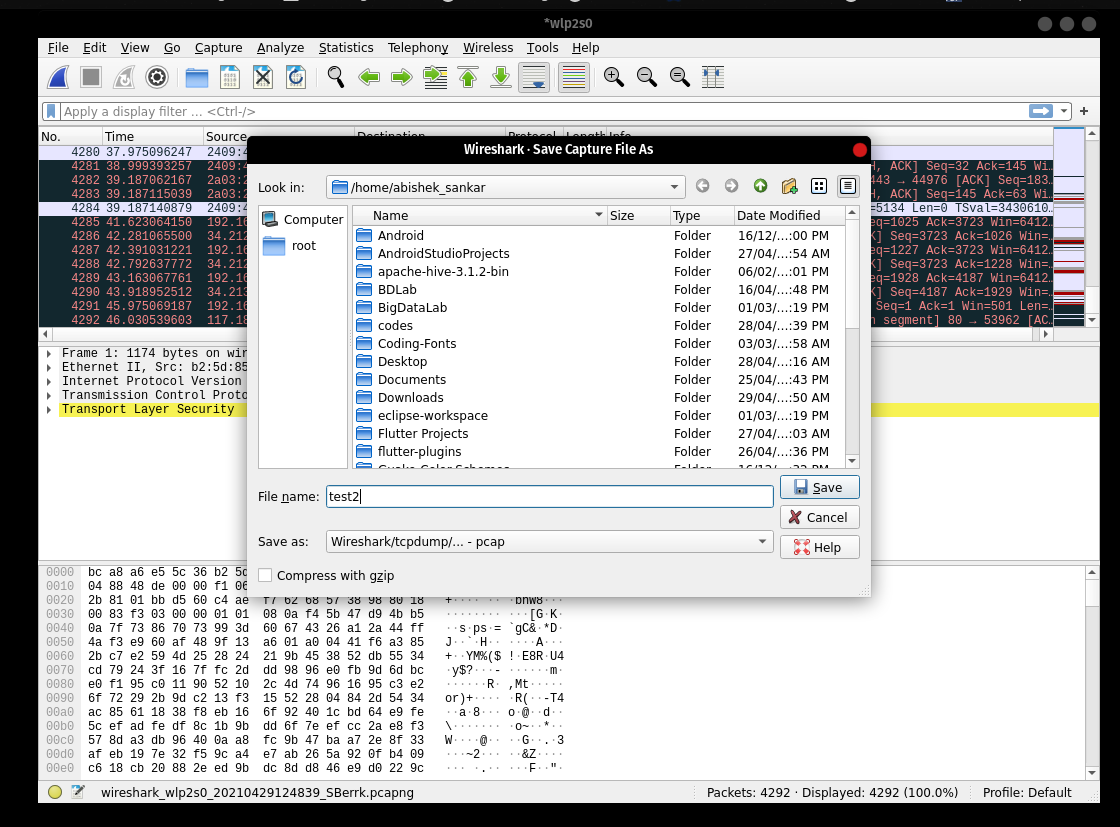 *wlp2s0
File Edit View Go Capture Analyze Statistics Telephony Wireless Tools Help
Apply a display filter ... <Ctrl-/>
No. Time Source Destination Protocol Length Info
4280 37.975096247 2409:4
4281 38.999393257 2409:4 H, ACK] Seq=32 Ack=145 Wi…
4282 39.187062167 2a03:2 443 → 44976 [ACK] Seq=183…
4283 39.187115039 2a03:2 H, ACK] Seq=145 Ack=63 Wi…
4284 39.187140879 2409:4 =5134 Len=0 TSval=3430610…
4285 41.623064150 192.16 eq=1025 Ack=3723 Win=6412…
4286 42.281065500 34.212 K] Seq=3723 Ack=1026 Win=…
4287 42.391031221 192.16 eq=1227 Ack=3723 Win=6412…
4288 42.792637772 34.212 K] Seq=3723 Ack=1228 Win=…
4289 43.163067761 192.16 eq=1928 Ack=4187 Win=6412…
4290 43.918952512 34.213 K] Seq=4187 Ack=1929 Win=…
4291 45.975069187 192.16 Seq=1 Ack=1 Win=501 Len=…
4292 46.030539603 117.18 n segment] 80 → 53962 [AC…
Frame 1: 1174 bytes on wir
Ethernet II, Src: b2:5d:85
Internet Protocol Version
Transmission Control Proto
Transport Layer Security
Wireshark · Save Capture File As
Look in: /home/abishek_sankar
Computer
root
Name Size Type Date Modified
Android Folder 16/12/...:00 PM
AndroidStudioProjects Folder 27/04/...:54 AM
apache-hive-3.1.2-bin Folder 06/02/...:01 PM
BDLab Folder 16/04/...:48 PM
BigDataLab Folder 01/03/...:19 PM
codes Folder 28/04/...:39 PM
Coding-Fonts Folder 03/03/...:58 AM
Desktop Folder 28/04/...:16 AM
Documents Folder 25/04/...:43 PM
Downloads Folder 29/04/...:50 AM
eclipse-workspace Folder 01/03/...:19 PM
Flutter Projects Folder 27/04/...:03 AM
flutter-plugins Folder 26/04/...:36 PM
Guake-Color-Schemes Folder 16/12/...:32 PM
File name: test2 Save
Cancel
Save as: Wireshark/tcpdump/... - pcap Help
Compress with gzip
0000 bc a8 a6 e5 5c 36 b2 5d
0010 04 88 48 de 00 00 f1 06
0020 2b 81 01 bb d5 60 c4 ae f7 62 68 57 38 98 80 18 +···· ··bhW8···
0030 00 83 f3 03 00 00 01 01 08 0a f4 5b 47 d9 4b b5 ········ ···[G·K·
0040 0a 7f 73 86 70 73 99 3d 60 67 43 26 a1 2a 44 ff ··s·ps·= `gC&·*D·
0050 4a f3 e9 60 af 48 9f 13 a6 01 a0 04 41 f6 a3 85 J··`·H·· ····A···
0060 2b c7 e2 59 4d 25 28 24 21 9b 45 38 52 db 55 34 +··YM%($ !·E8R·U4
0070 cd 79 24 3f 16 7f fc 2d dd 98 96 e0 fb 9g 6d bc ·y$?···- ······m·
0080 e0 f1 95 c0 11 90 52 10 2c 4d 74 96 16 95 c3 e2 ······R· ,Mt·····
0090 6f 72 29 2b 9d c2 13 f3 15 52 28 04 84 2d 54 34 or)+···· ·R(··-T4
00a0 ac 85 61 18 38 f8 eb 16 6f 92 40 1c bd 64 e9 fe ··a·8··· o·@··d··
00b0 5c ef ad fe df 8c 1b 9b dd 6f 7e ef cc 2a e8 f3 \······· ·o~··*··
00c0 57 8d a3 db 96 40 0a a8 fc 9b 47 ba a7 2e 8f 33 W····@·· ··G··.·3
00d0 af eb 19 7e 32 f5 9c a4 e7 ab 26 5a 92 0f b4 09 ···~2··· ··&Z····
00e0 c6 18 cb 20 88 2e ed 9b dc 8d d8 46 e9 d0 22 9c ··· ·.·· ···F··"·
wireshark_wlp2s0_20210429124839_SBerrk.pcapng Packets: 4292 · Displayed: 4292 (100.0%) Profile: Default